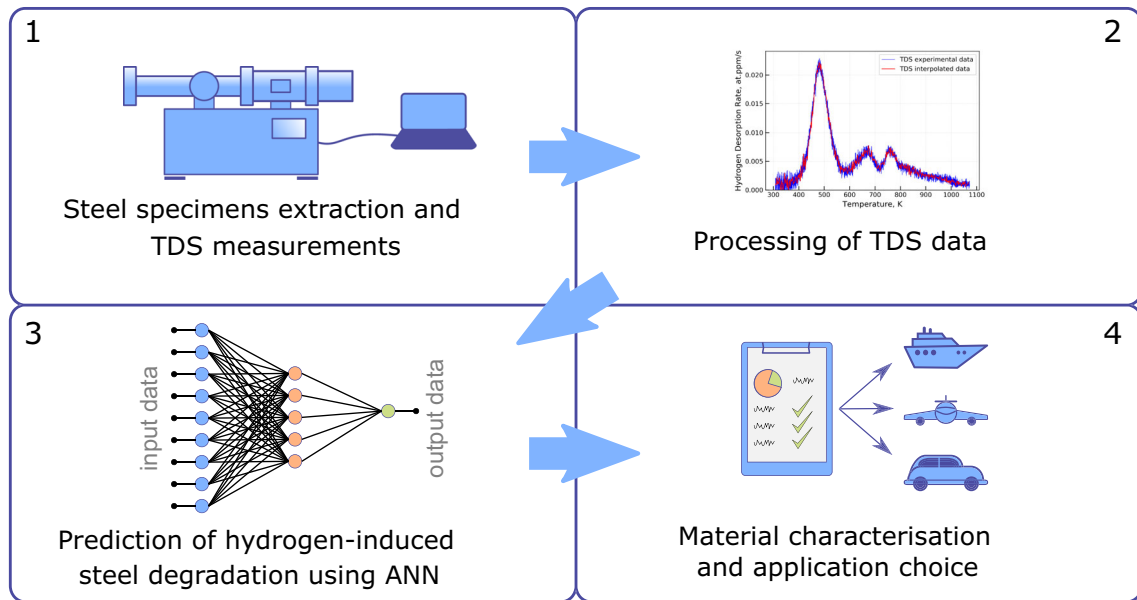 1
Steel specimens extraction and
TDS measurements
2
TDS experimental data
TDS interpolated data
Hydrogen Desorption Rate, at.ppm/s
0.020
0.015
0.010
0.005
0.000
300 400 500 600 700 800 900 1000 1100
Temperature, K
Processing of TDS data
3
input data
output data
Prediction of hydrogen-induced
steel degradation using ANN
4
Material characterisation
and application choice